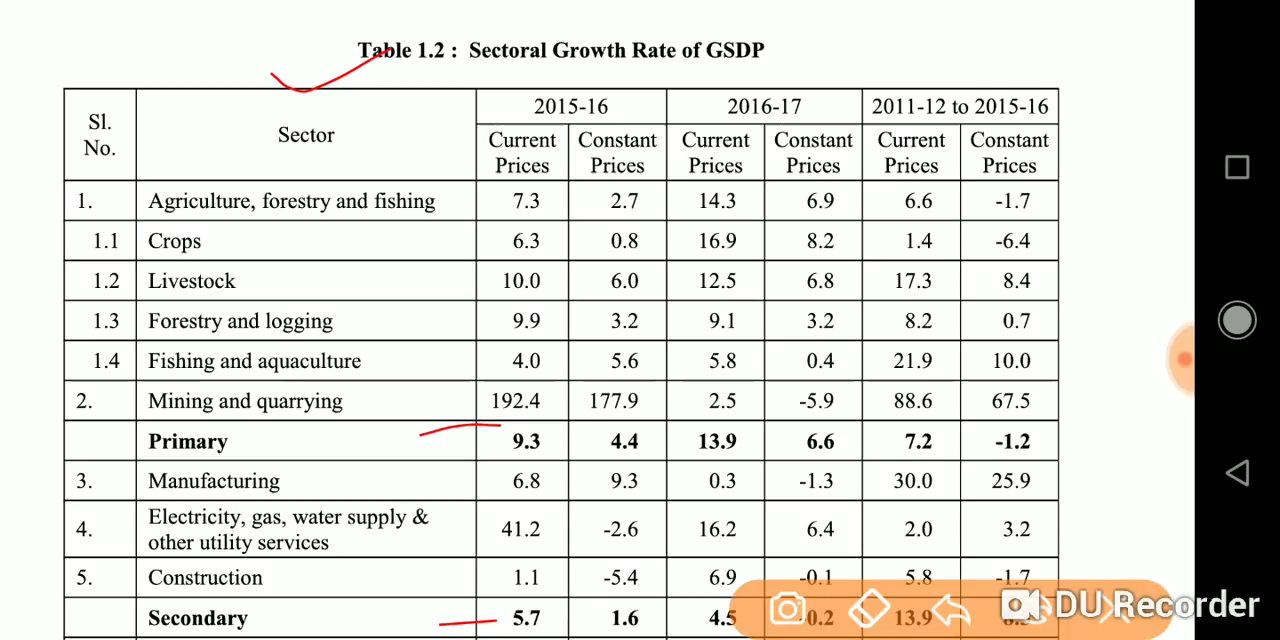 Table 1.2 : Sectoral Growth Rate of GSDP
Sl. No. Sector 2015-16 2016-17 2011-12 to 2015-16
Current Prices Constant Prices Current Prices Constant Prices Current Prices Constant Prices
1. Agriculture, forestry and fishing 7.3 2.7 14.3 6.9 6.6 -1.7
1.1 Crops 6.3 0.8 16.9 8.2 1.4 -6.4
1.2 Livestock 10.0 6.0 12.5 6.8 17.3 8.4
1.3 Forestry and logging 9.9 3.2 9.1 3.2 8.2 0.7
1.4 Fishing and aquaculture 4.0 5.6 5.8 0.4 21.9 10.0
2. Mining and quarrying 192.4 177.9 2.5 -5.9 88.6 67.5
Primary 9.3 4.4 13.9 6.6 7.2 -1.2
3. Manufacturing 6.8 9.3 0.3 -1.3 30.0 25.9
4. Electricity, gas, water supply & other utility services 41.2 -2.6 16.2 6.4 2.0 3.2
5. Construction 1.1 -5.4 6.9 -0.1 5.8 -1.7
Secondary 5.7 1.6 4.5 -0.2 13.9
DU Recorder